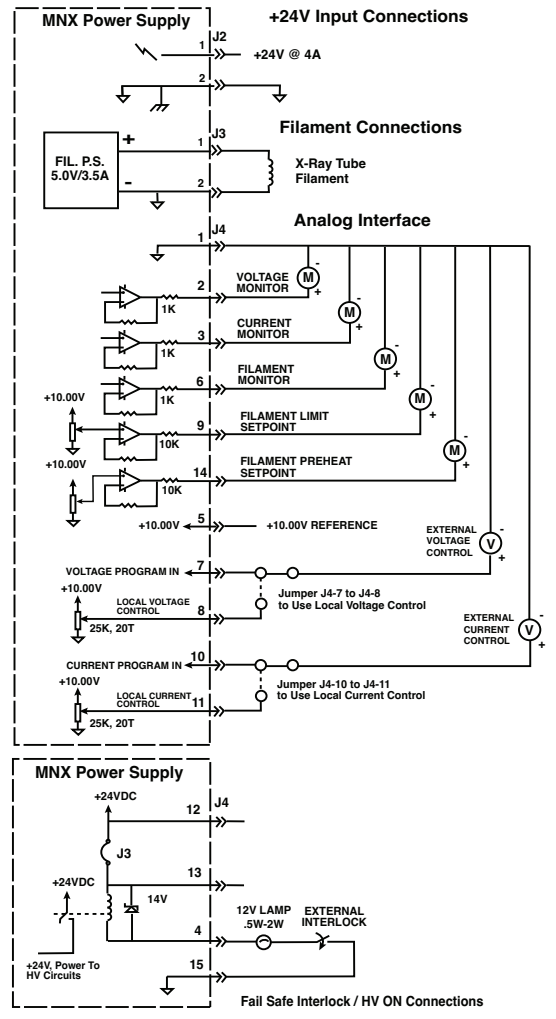 MNX Power Supply
+24V Input Connections
J2
1
+24V @ 4A
2
Filament Connections
J3
FIL. P.S.
5.0V/3.5A
+
1
-
2
X-Ray Tube
Filament
Analog Interface
J4
1
VOLTAGE
MONITOR
2
1K
M
-
+
CURRENT
MONITOR
3
1K
M
-
+
FILAMENT
MONITOR
6
1K
M
-
+
+10.00V
FILAMENT LIMIT
SETPOINT
9
10K
M
-
+
+10.00V
FILAMENT PREHEAT
SETPOINT
14
10K
M
-
+
+10.00V
5
+10.00V REFERENCE
EXTERNAL
VOLTAGE
CONTROL
V
-
+
VOLTAGE PROGRAM IN
7
+10.00V
LOCAL VOLTAGE
CONTROL
8
25K, 20T
Jumper J4-7 to J4-8
to Use Local Voltage Control
EXTERNAL
CURRENT
CONTROL
V
-
+
CURRENT PROGRAM IN
10
+10.00V
LOCAL CURRENT
CONTROL
11
25K, 20T
Jumper J4-10 to J4-11
to Use Local Current Control
MNX Power Supply
+24VDC
12
J4
J3
13
+24VDC
14V
4
12V LAMP
.5W-2W
EXTERNAL
INTERLOCK
+24V, Power To
HV Circuits
15
Fail Safe Interlock / HV ON Connections